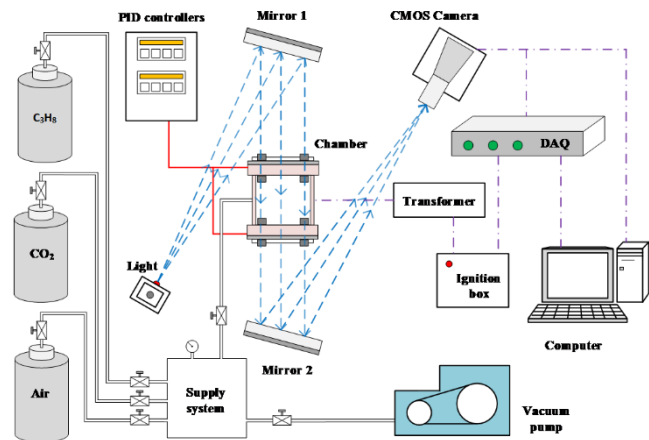 PID controllers
Mirror 1
CMOS Camera
C₃H₈
Chamber
DAQ
Transformer
CO₂
Light
Ignition
box
Computer
Mirror 2
Air
Supply
system
Vacuum
pump